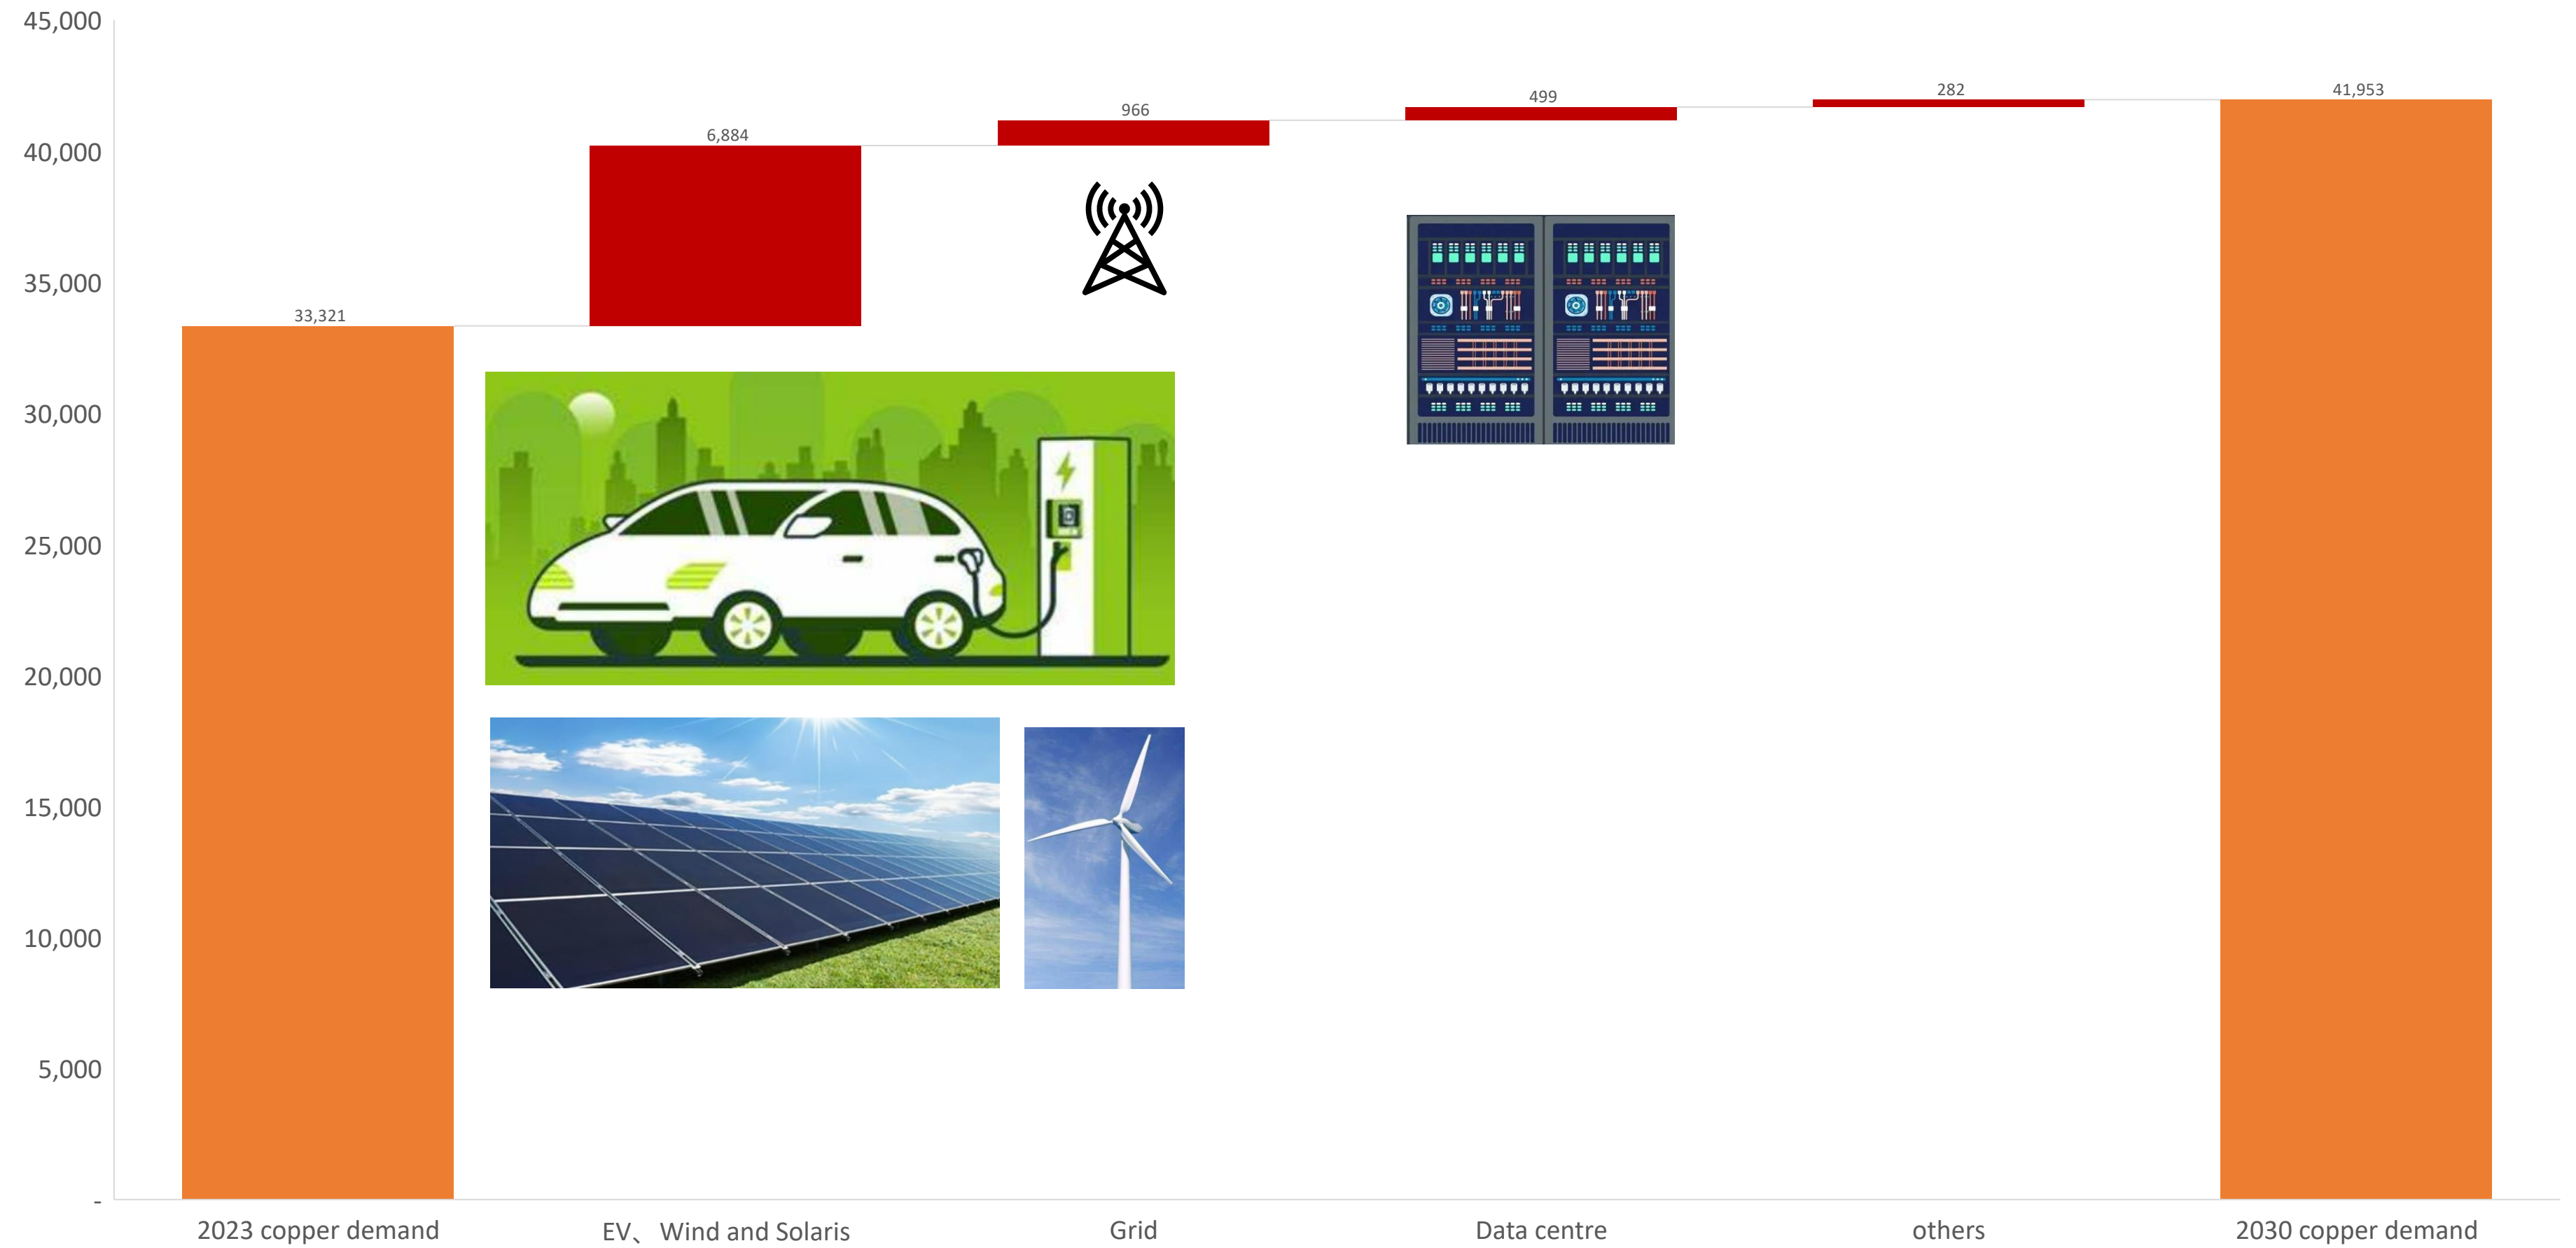 45,000
40,000
35,000
30,000
25,000
20,000
15,000
10,000
5,000
-
33,321
6,884
966
499
282
41,953
2023 copper demand
EV、Wind and Solaris
Grid
Data centre
others
2030 copper demand